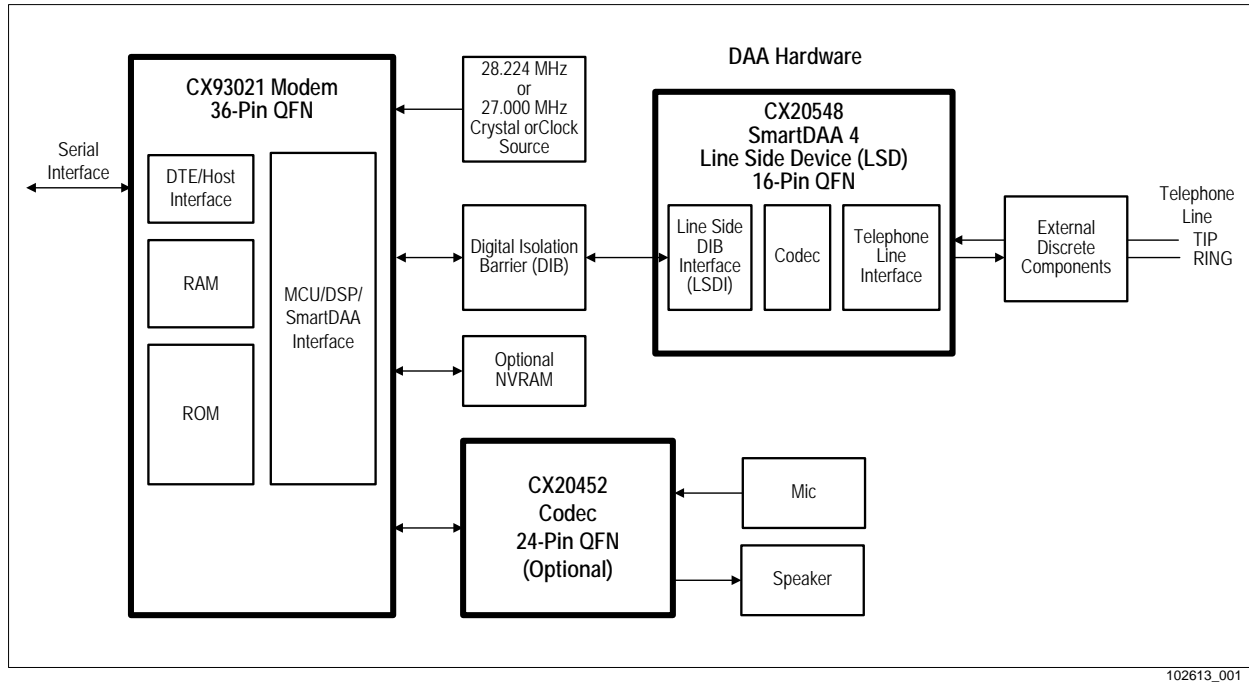 CX93021 Modem
36-Pin QFN
Serial
Interface
DTE/Host
Interface
RAM
ROM
MCU/DSP/
SmartDAA
Interface
28.224 MHz
or
27.000 MHz
Crystal orClock
Source
Digital Isolation
Barrier (DIB)
Optional
NVRAM
CX20452
Codec
24-Pin QFN
(Optional)
Mic
Speaker
DAA Hardware
CX20548
SmartDAA 4
Line Side Device (LSD)
16-Pin QFN
Line Side
DIB
Interface
(LSDI)
Codec
Telephone
Line
Interface
External
Discrete
Components
Telephone
Line
TIP
RING
102613_001